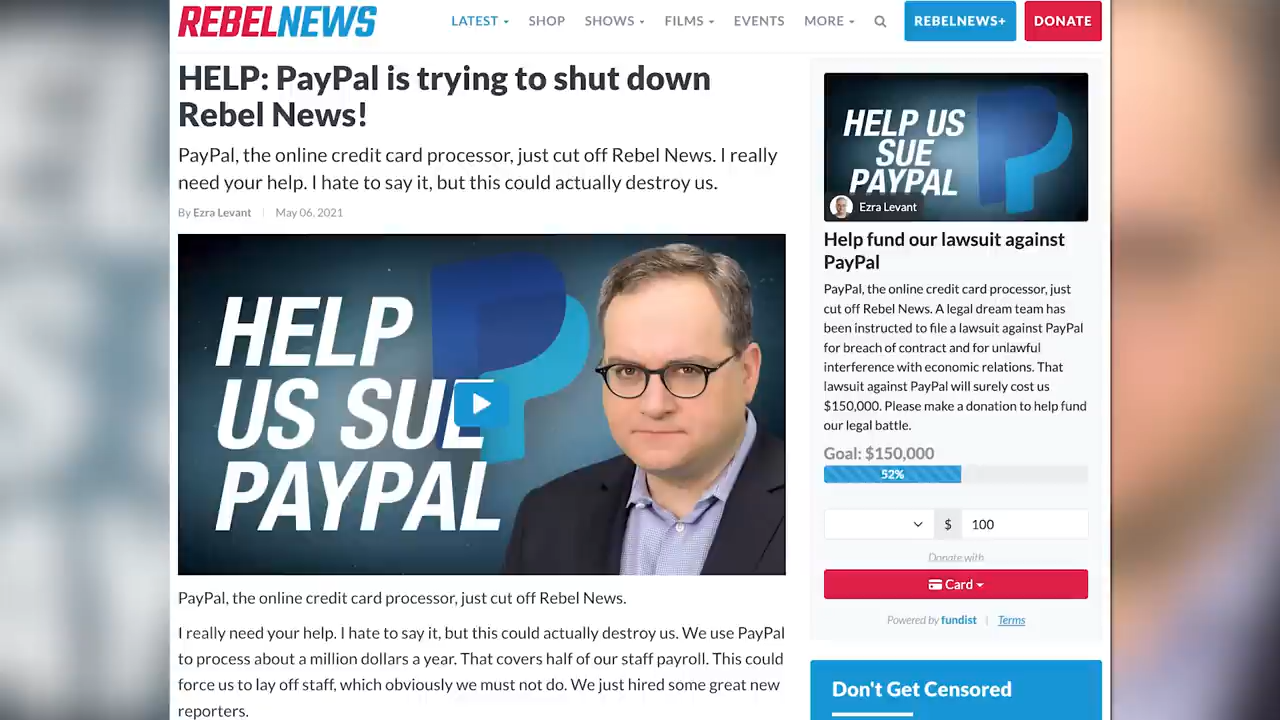 REBELNEWS
LATEST SHOP SHOWS FILMS EVENTS MORE REBELNEWS+ DONATE
HELP: PayPal is trying to shut down
Rebel News!
PayPal, the online credit card processor, just cut off Rebel News. I really
need your help. I hate to say it, but this could actually destroy us.
By Ezra Levant | May 06, 2021
HELP
US SUE
PAYPAL
PayPal, the online credit card processor, just cut off Rebel News.
I really need your help. I hate to say it, but this could actually destroy us. We use PayPal
to process about a million dollars a year. That covers half of our staff payroll. This could
force us to lay off staff, which obviously we must not do. We just hired some great new
reporters.
HELP US
SUE
PAYPAL
Ezra Levant
Help fund our lawsuit against
PayPal
PayPal, the online credit card processor, just
cut off Rebel News. A legal dream team has
been instructed to file a lawsuit against PayPal
for breach of contract and for unlawful
interference with economic relations. That
lawsuit against PayPal will surely cost us
$150,000. Please make a donation to help fund
our legal battle.
Goal: $150,000
52%
$ 100
Donate with
Card
Powered by fundist | Terms
Don't Get Censored